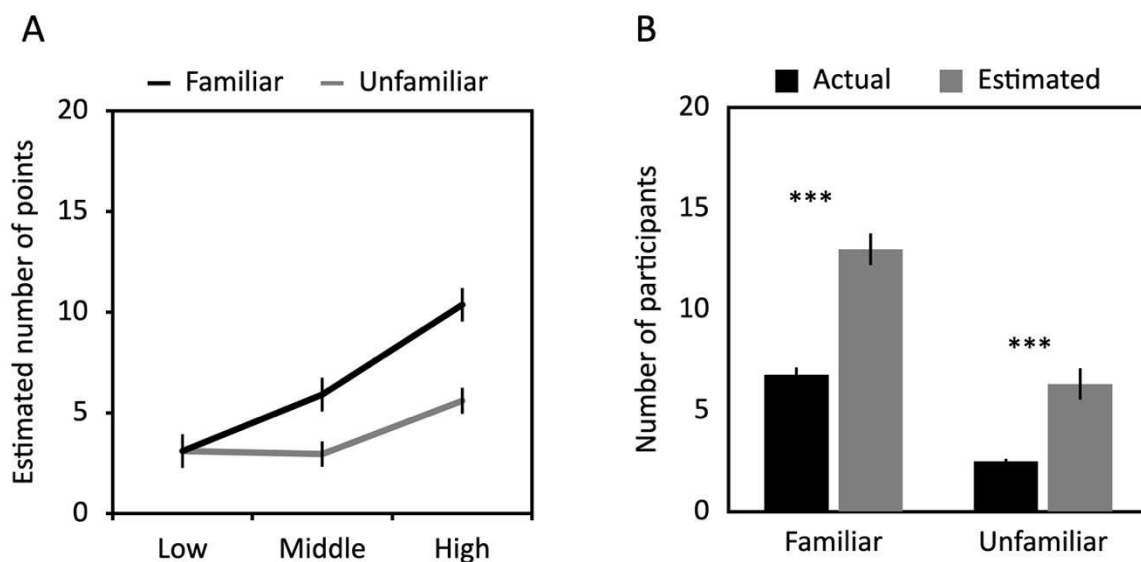 A
Familiar Unfamiliar
Estimated number of points
20
15
10
5
0
Low Middle High
B
Actual Estimated
Number of participants
20
15
10
5
0
***
***
Familiar Unfamiliar